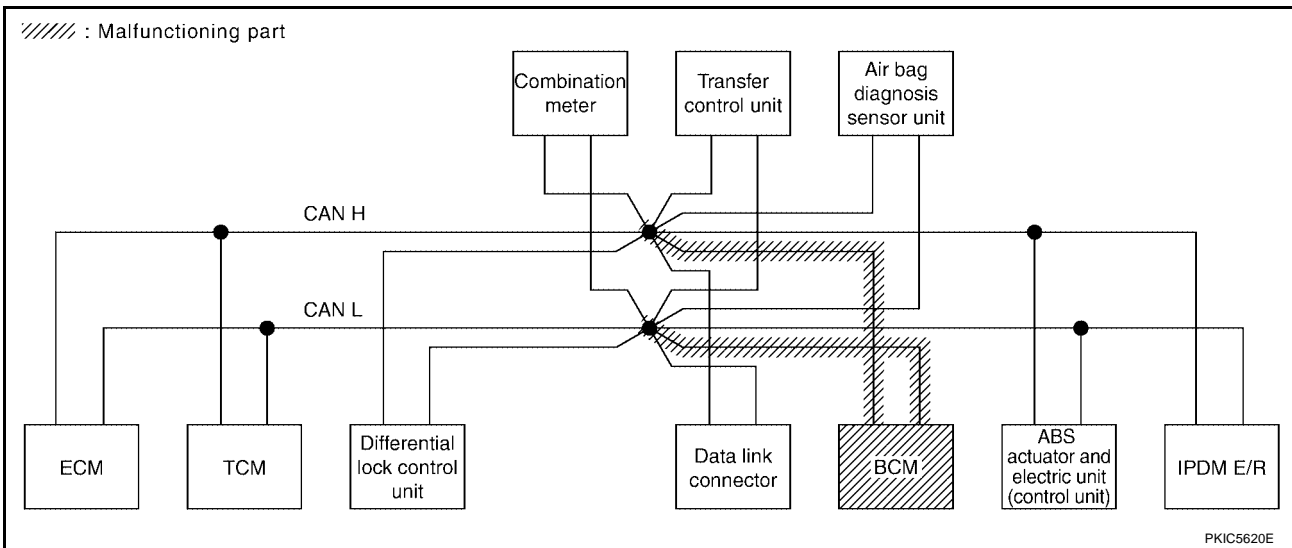 : Malfunctioning part
Combination
meter
Transfer
control unit
Air bag
diagnosis
sensor unit
CAN H
CAN L
ECM
TCM
Differential
lock control
unit
Data link
connector
BCM
ABS
actuator and
electric unit
(control unit)
IPDM E/R
PKIC5620E